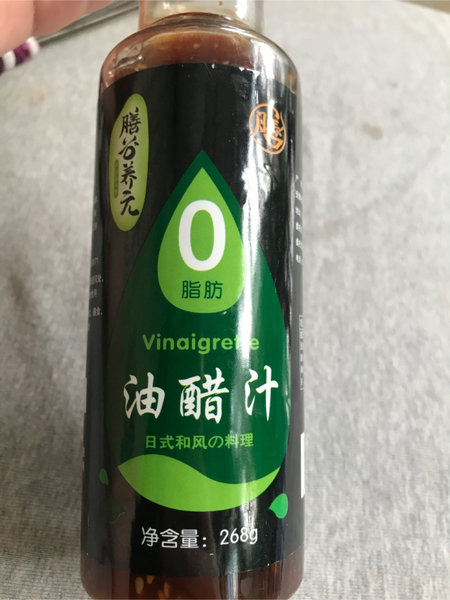 膳谷养元
膳
0
脂肪
Vinaigrette
油醋汁
日式和风の料理
净含量：268g